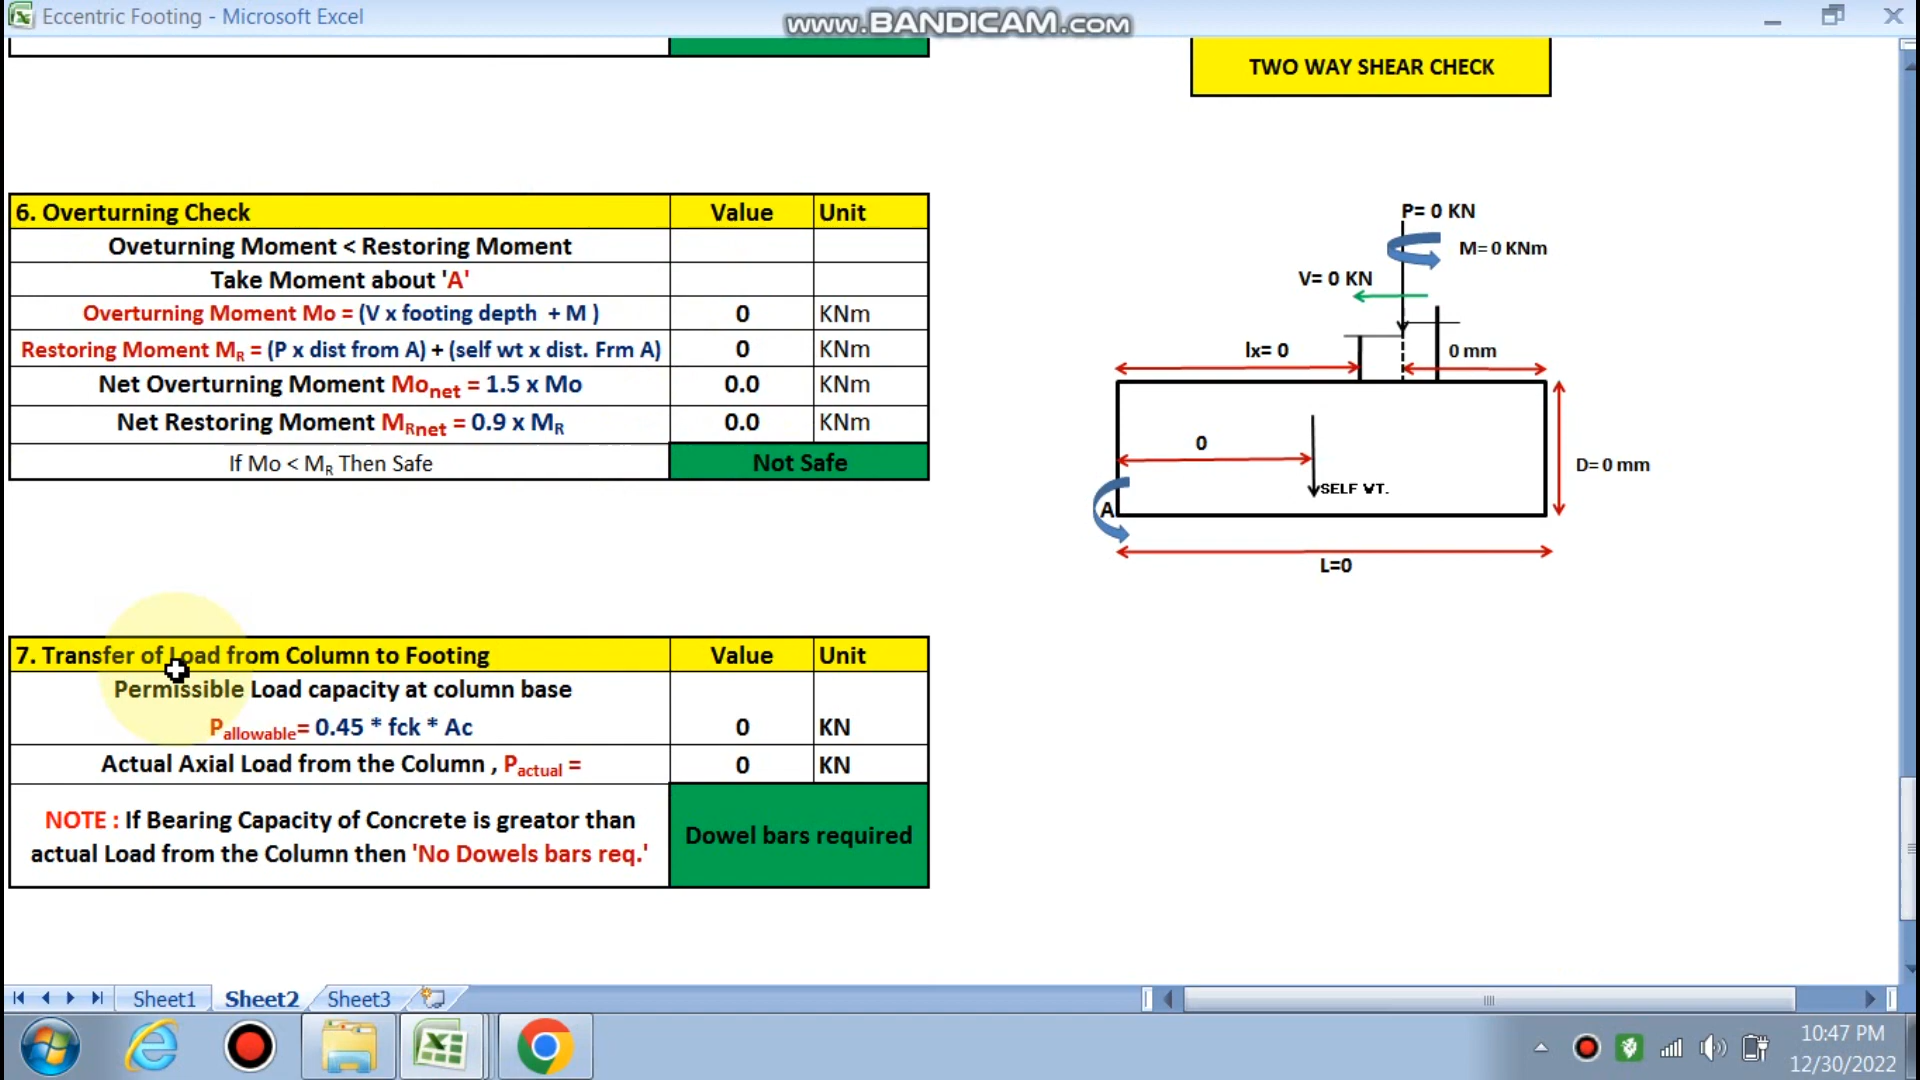 Eccentric Footing - Microsoft Excel
www.BANDICAM.com
TWO WAY SHEAR CHECK
6. Overturning Check Value Unit
Oveturning Moment < Restoring Moment
Take Moment about 'A'
Overturning Moment Mo = (V x footing depth + M ) 0 KNm
Restoring Moment MR = (P x dist from A) + (self wt x dist. Frm A) 0 KNm
Net Overturning Moment Monet = 1.5 x Mo 0.0 KNm
Net Restoring Moment MRnet = 0.9 x MR 0.0 KNm
If Mo < MR Then Safe Not Safe
P= 0 KN
M= 0 KNm
V= 0 KN
lx= 0
0 mm
0
D= 0 mm
SELF WT.
A
L=0
7. Transfer of Load from Column to Footing Value Unit
Permissible Load capacity at column base
Pallowable= 0.45 * fck * Ac 0 KN
Actual Axial Load from the Column , Pactual = 0 KN
NOTE : If Bearing Capacity of Concrete is greator than
actual Load from the Column then 'No Dowels bars req.'
Dowel bars required
Sheet1 Sheet2 Sheet3
10:47 PM
12/30/2022